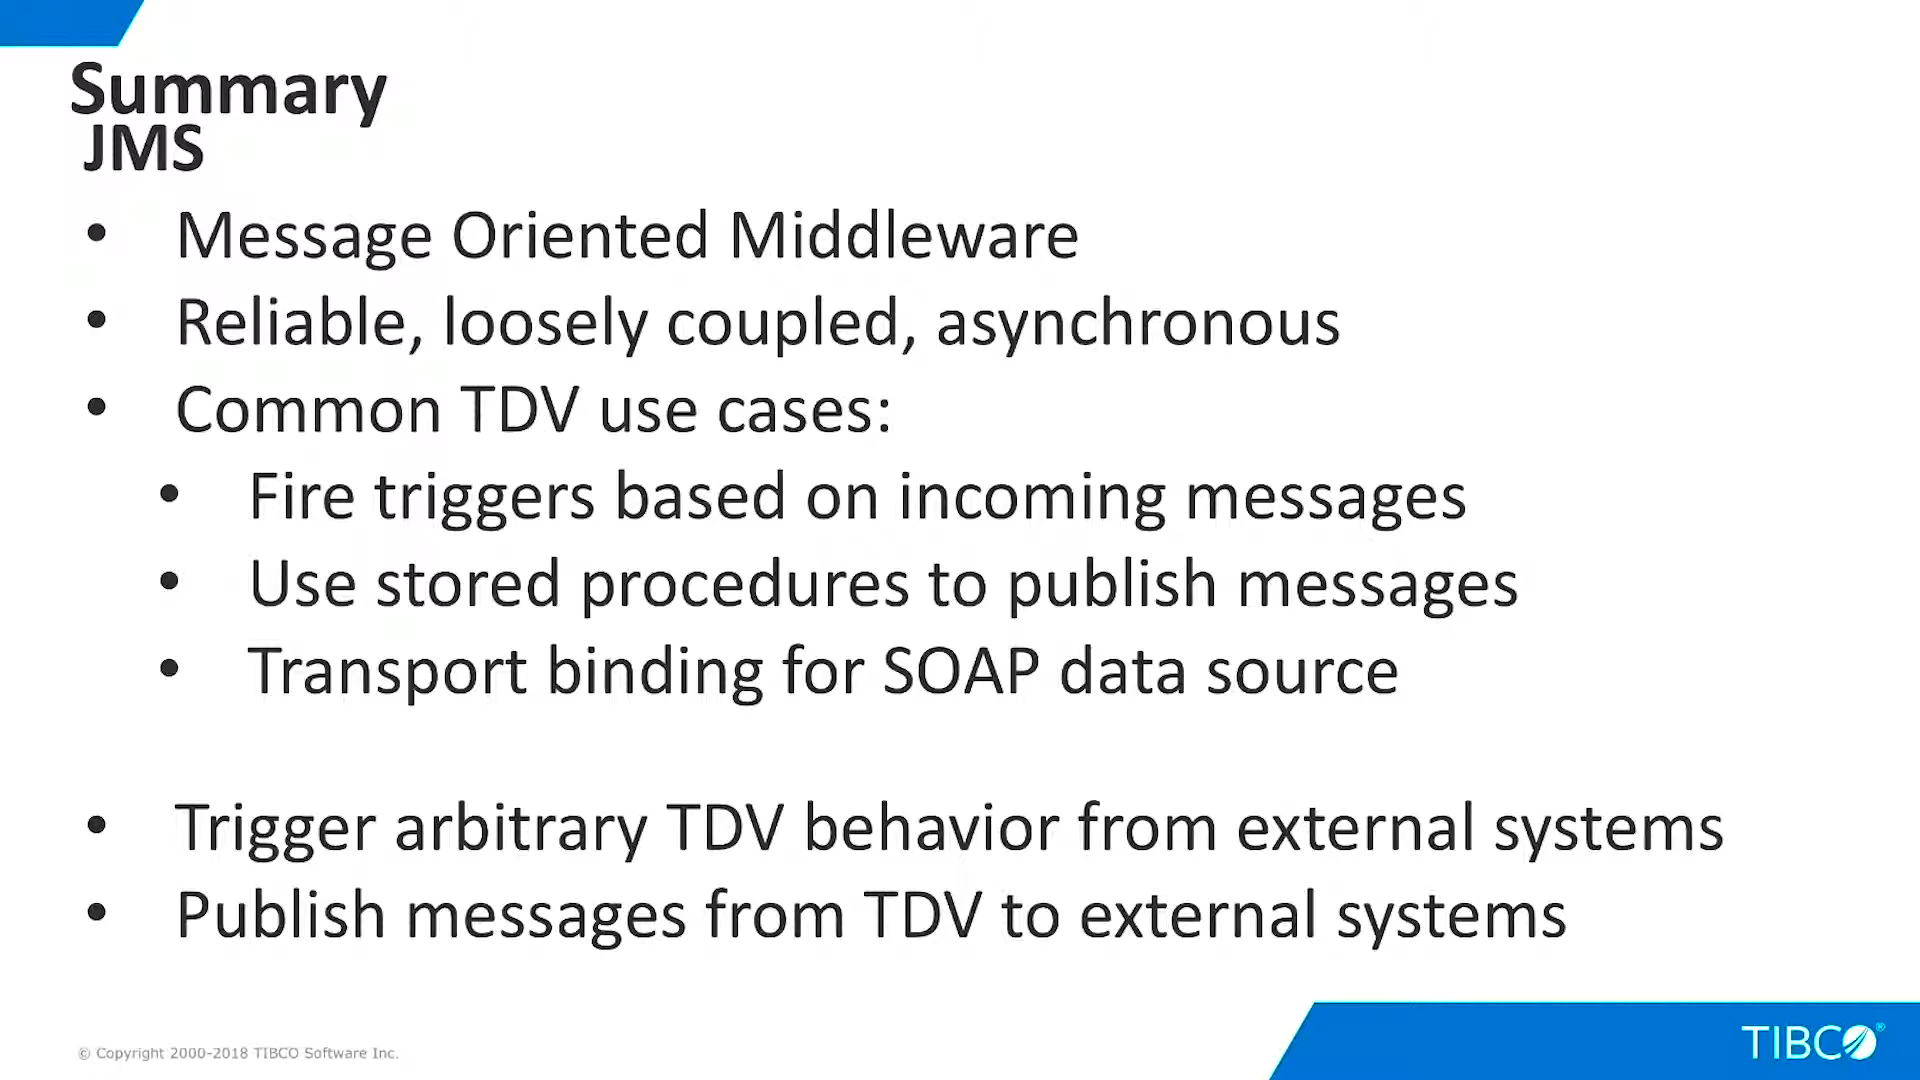 Summary
JMS
• Message Oriented Middleware
• Reliable, loosely coupled, asynchronous
• Common TDV use cases:
• Fire triggers based on incoming messages
• Use stored procedures to publish messages
• Transport binding for SOAP data source
• Trigger arbitrary TDV behavior from external systems
• Publish messages from TDV to external systems
© Copyright 2000-2018 TIBCO Software Inc.
TIBCO®